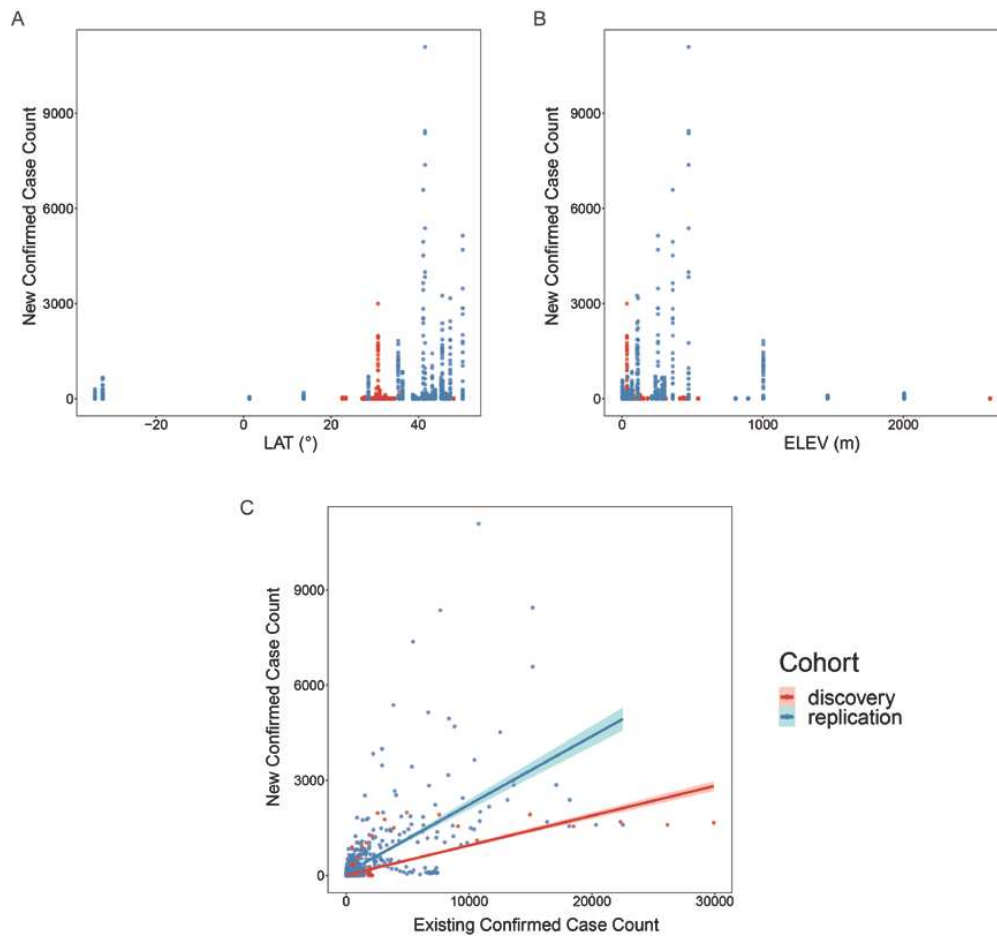 A
New Confirmed Case Count
9000
6000
3000
0
−20
0
20
40
LAT (°)
B
New Confirmed Case Count
9000
6000
3000
0
0
1000
2000
ELEV (m)
C
New Confirmed Case Count
9000
6000
3000
0
0
10000
20000
30000
Existing Confirmed Case Count
Cohort
discovery
replication